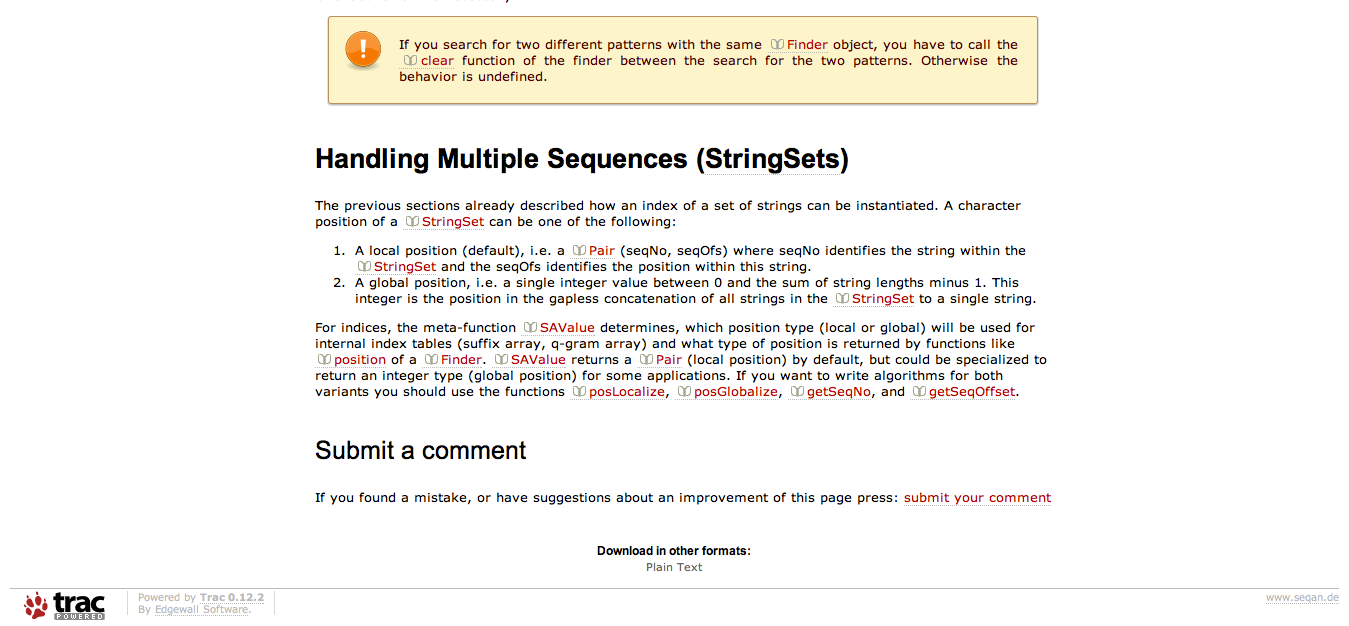 If you search for two different patterns with the same Finder object, you have to call the
clear function of the finder between the search for the two patterns. Otherwise the
behavior is undefined.
Handling Multiple Sequences (StringSets)
The previous sections already described how an index of a set of strings can be instantiated. A character
position of a StringSet can be one of the following:
1. A local position (default), i.e. a Pair (seqNo, seqOfs) where seqNo identifies the string within the
StringSet and the seqOfs identifies the position within this string.
2. A global position, i.e. a single integer value between 0 and the sum of string lengths minus 1. This
integer is the position in the gapless concatenation of all strings in the StringSet to a single string.
For indices, the meta-function SAValue determines, which position type (local or global) will be used for
internal index tables (suffix array, q-gram array) and what type of position is returned by functions like
position of a Finder. SAValue returns a Pair (local position) by default, but could be specialized to
return an integer type (global position) for some applications. If you want to write algorithms for both
variants you should use the functions posLocalize, posGlobalize, getSeqNo, and getSeqOffset.
Submit a comment
If you found a mistake, or have suggestions about an improvement of this page press: submit your comment
Download in other formats:
Plain Text
trac
POWERED
Powered by Trac 0.12.2
By Edgewall Software.
www.seqan.de